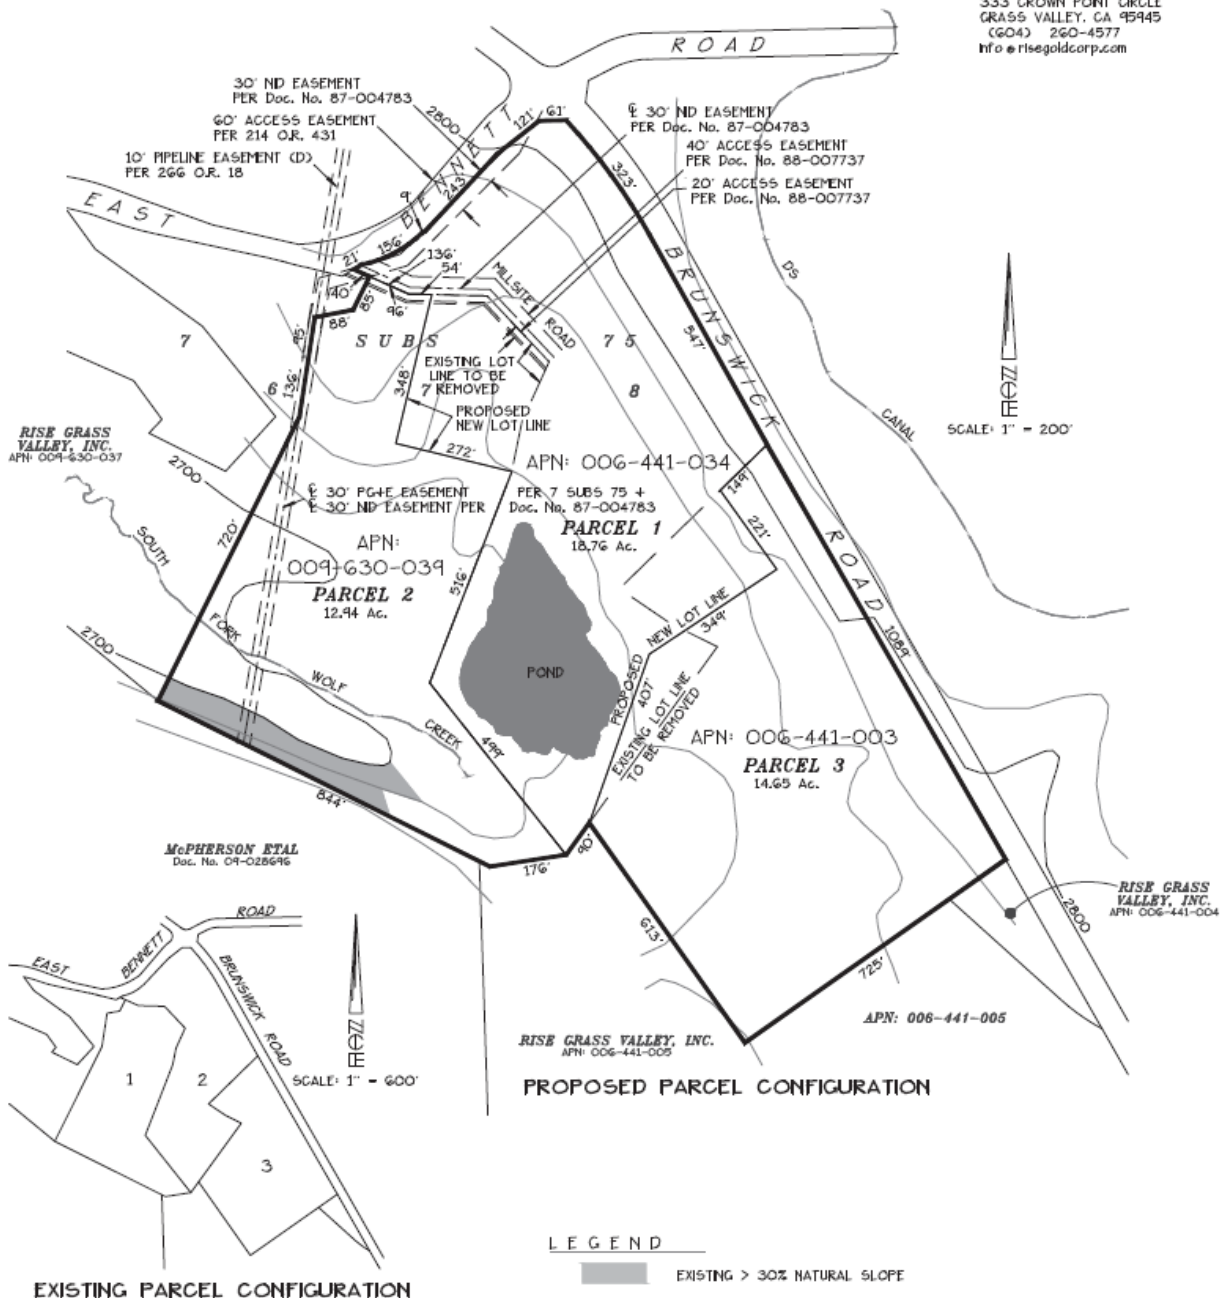 333 CROWN POINT CIRCLE
GRASS VALLEY, CA 95945
(604) 260-4577
info@risegoldcorp.com
ROAD
30' NID EASEMENT
PER Doc. No. 87-004783
60' ACCESS EASEMENT
PER 214 O.R. 431
10' PIPELINE EASEMENT (D)
PER 266 O.R. 18
2800
121'
61'
℄ 30' NID EASEMENT
PER Doc. No. 87-004783
40' ACCESS EASEMENT
PER Doc. No. 88-007737
20' ACCESS EASEMENT
PER Doc. No. 88-007737
EAST
BENNETT
9'
243'
323'
21'
156'
136'
54'
40'
85'
96'
88'
95'
136'
MILLSITE
ROAD
BRUNSWICK
ROAD
547'
DS
CANAL
SCALE: 1" = 200'
7
SUBS
75
6
7
8
EXISTING LOT
LINE TO BE
REMOVED
348'
PROPOSED
NEW LOT LINE
272'
RISE GRASS
VALLEY, INC.
APN: 009-630-037
2700
APN: 006-441-034
PER 7 SUBS 75 +
Doc. No. 87-004783
PARCEL 1
18.76 Ac.
℄ 30' PG+E EASEMENT
℄ 30' NID EASEMENT PER
149'
221'
720'
SOUTH
FORK
WOLF
CREEK
APN:
009-630-039
PARCEL 2
12.94 Ac.
516'
POND
PROPOSED
NEW LOT LINE
349'
407'
EXISTING LOT LINE
TO BE REMOVED
1089'
2700
499'
APN: 006-441-003
PARCEL 3
14.65 Ac.
844'
McPHERSON ETAL
Doc. No. 09-028696
176'
90'
613'
725'
RISE GRASS
VALLEY, INC.
APN: 006-441-004
2800
APN: 006-441-005
RISE GRASS VALLEY, INC.
APN: 006-441-005
PROPOSED PARCEL CONFIGURATION
ROAD
EAST
BENNETT
BRUNSWICK
ROAD
SCALE: 1" = 600'
1
2
3
EXISTING PARCEL CONFIGURATION
LEGEND
EXISTING > 30% NATURAL SLOPE